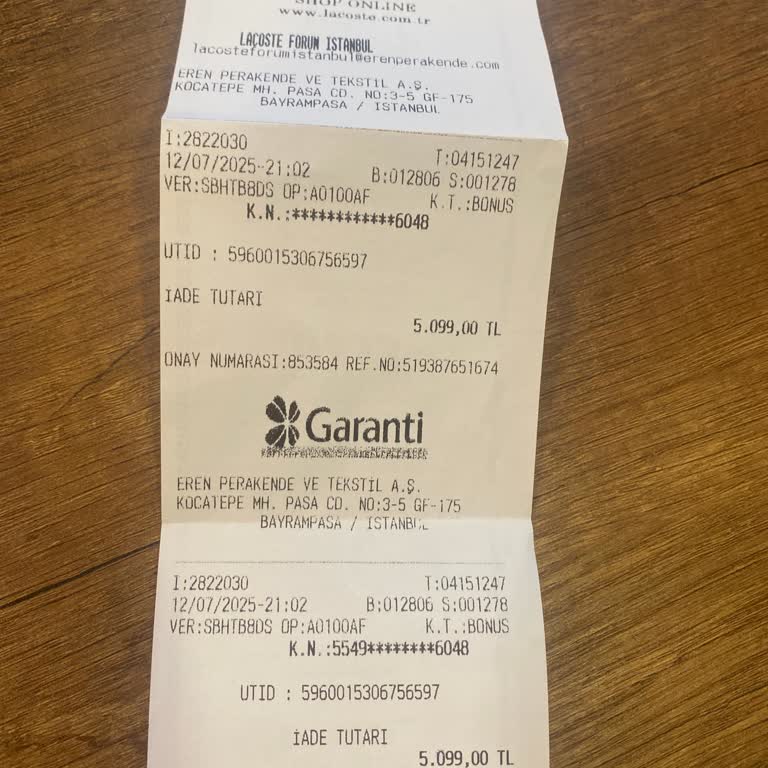 SHOP ONLINE
www.lacoste.com.tr
LAÇOSTE FORUM ISTANBUL
lacosteforumistanbul@erenperakende.com
EREN PERAKENDE VE TEKSTİL A.Ş.
KOCATEPE MH. PASA CD. NO:3-5 GF-175
BAYRAMPASA / ISTANBUL
I:2822030 T:04151247
12/07/2025-21:02 B:012806 S:001278
VER:SBHTB8DS OP:A0100AF K.T.:BONUS
K.N.:************6048
UTID : 5960015306756597
İADE TUTARI
5.099,00 TL
ONAY NUMARASI:853584 REF.NO:519387651674
Garanti
EREN PERAKENDE VE TEKSTİL A.Ş.
KOCATEPE MH. PASA CD. NO:3-5 GF-175
BAYRAMPASA / ISTANBUL
I:2822030 T:04151247
12/07/2025-21:02 B:012806 S:001278
VER:SBHTB8DS OP:A0100AF K.T.:BONUS
K.N.:5549********6048
UTID : 5960015306756597
İADE TUTARI
5.099,00 TL